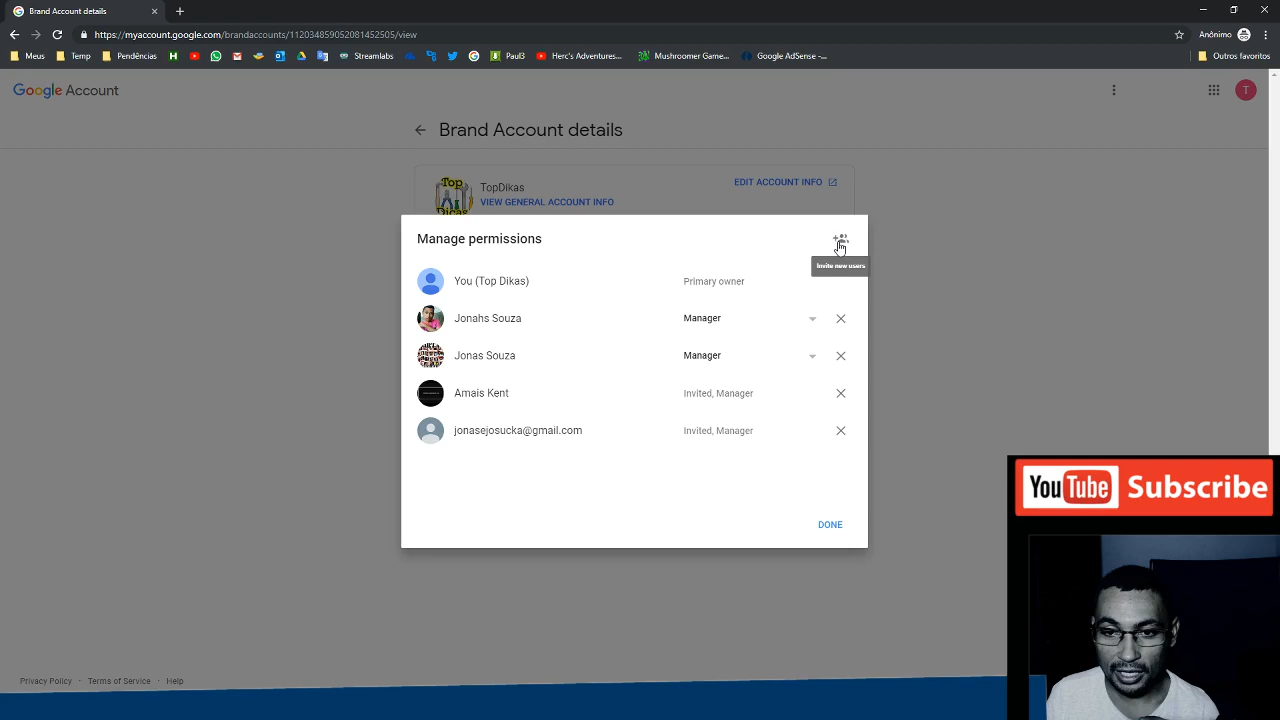 Brand Account details
https://myaccount.google.com/brandaccounts/112034859052081452505/view
Anônimo
Meus
Temp
Pendências
Streamlabs
Paul3
Herc's Adventures...
Mushroomer Game...
Google AdSense -...
Outros favoritos
Google Account
T
Brand Account details
Top
Dicas
TopDikas
VIEW GENERAL ACCOUNT INFO
EDIT ACCOUNT INFO
Manage permissions
Invite new users
You (Top Dikas) Primary owner
Jonahs Souza Manager
Jonas Souza Manager
Amais Kent Invited, Manager
jonasejosucka@gmail.com Invited, Manager
DONE
YouTube Subscribe
Privacy Policy · Terms of Service · Help